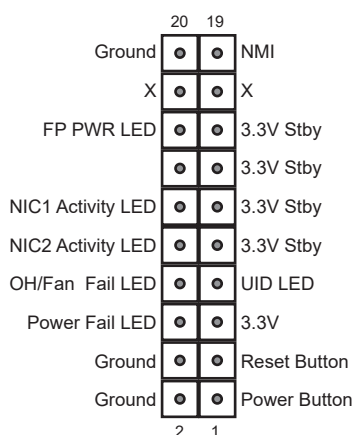 20 19
Ground NMI
X X
FP PWR LED 3.3V Stby
3.3V Stby
NIC1 Activity LED 3.3V Stby
NIC2 Activity LED 3.3V Stby
OH/Fan Fail LED UID LED
Power Fail LED 3.3V
Ground Reset Button
Ground Power Button
2 1